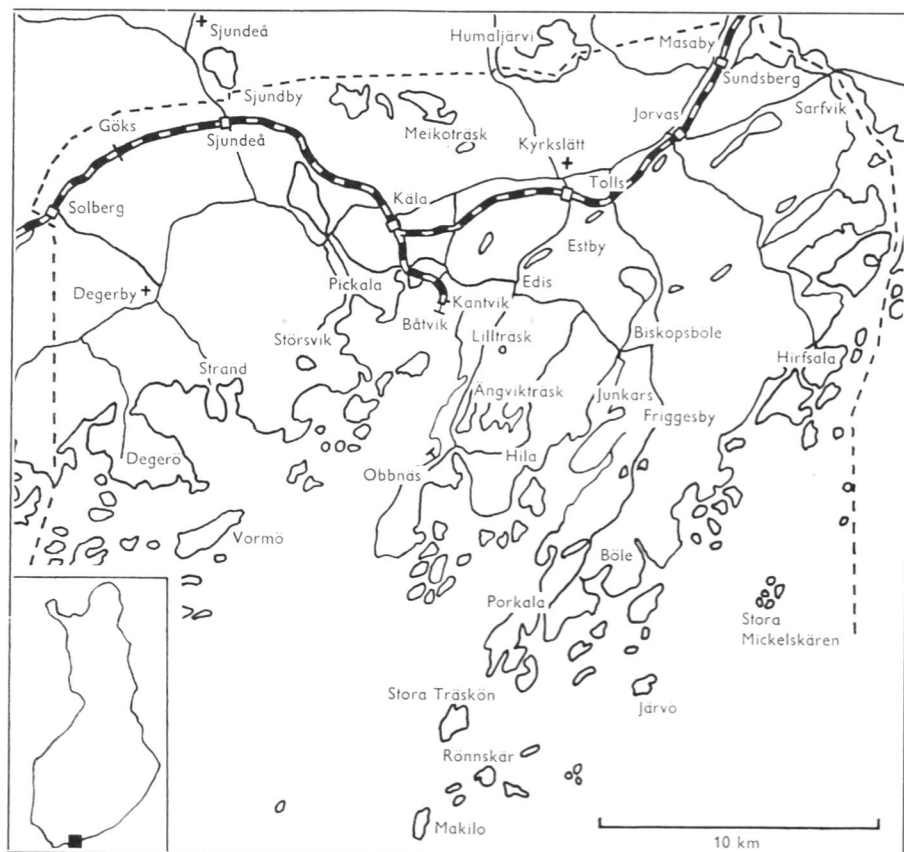 Sjundeå
Humaljärvi
Masaby
Sjundby
Sundsberg
Göks
Meikoträsk
Jorvas
Sarfvik
Sjundeå
Kyrkslätt
Käla
Tolls
Solberg
Estby
Degerby
Pickala
Edis
Kantvik
Båtvik
Störsvik
Lillträsk
Biskopsböle
Strand
Hirfsala
Ängvikträsk
Junkars
Friggesby
Degerö
Hila
Obbnäs
Vormö
Böle
Porkala
Stora
Mickelskären
Stora Träskön
Järvö
Rönnskär
Makilo
10 km